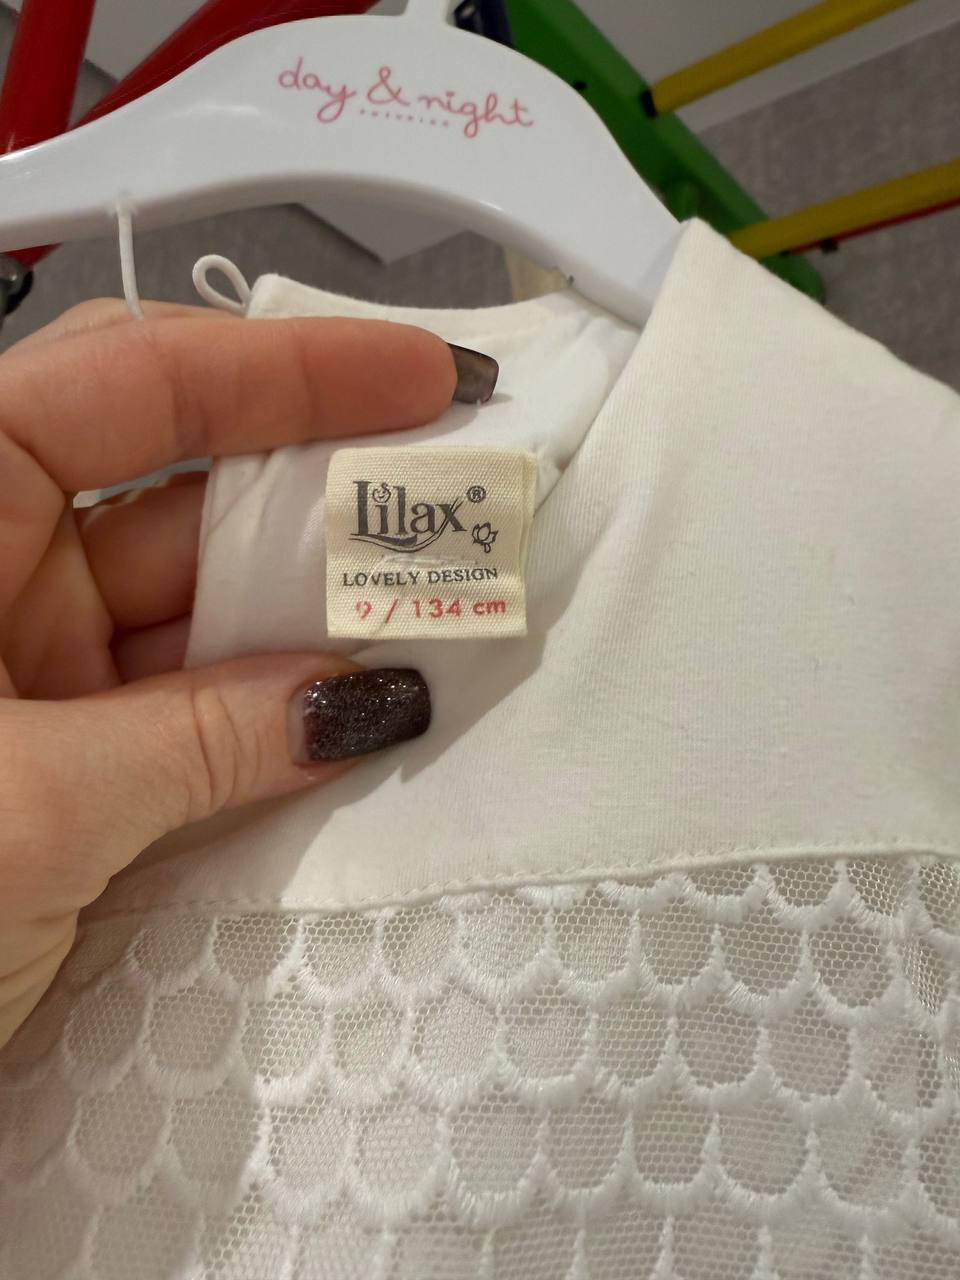 day & night
Lilax®
LOVELY DESIGN
9 / 134 cm